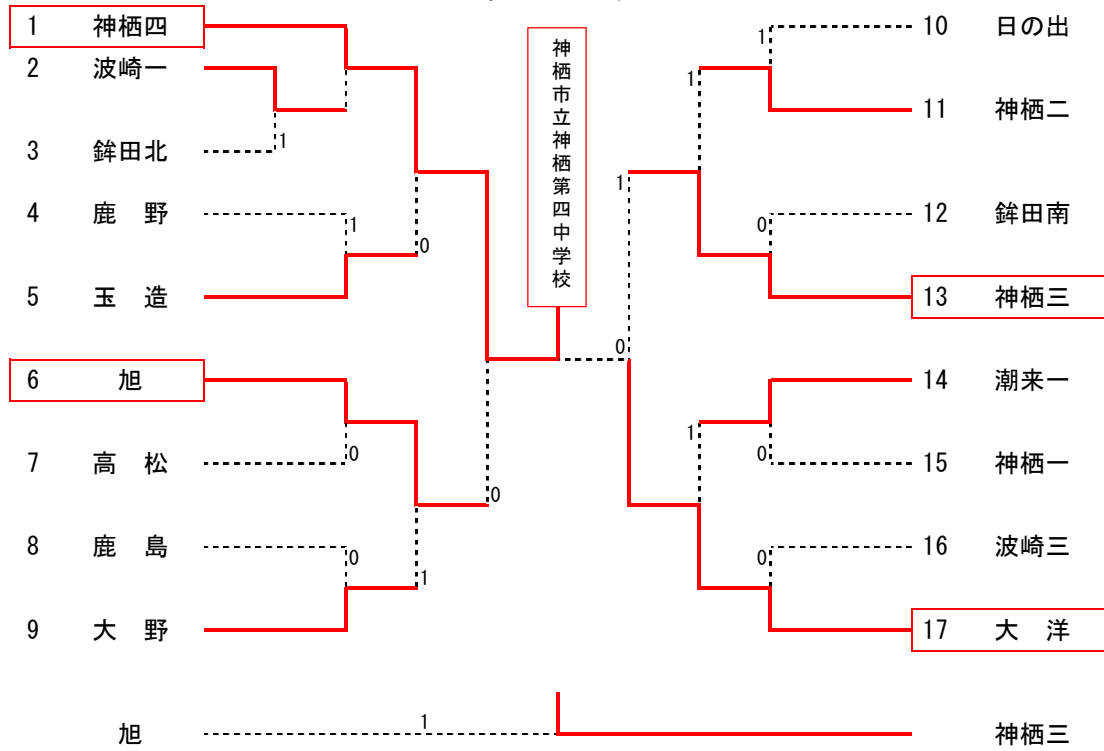 1 神栖四
2 波崎一
3 鉾田北
4 鹿 野
5 玉 造
6 旭
7 高 松
8 鹿 島
9 大 野
1
1
0
0
0
1
0
神栖市立神栖第四中学校
0
1
1
1
0
1
0
0
10 日の出
11 神栖二
12 鉾田南
13 神栖三
14 潮来一
15 神栖一
16 波崎三
17 大 洋
旭 1 神栖三